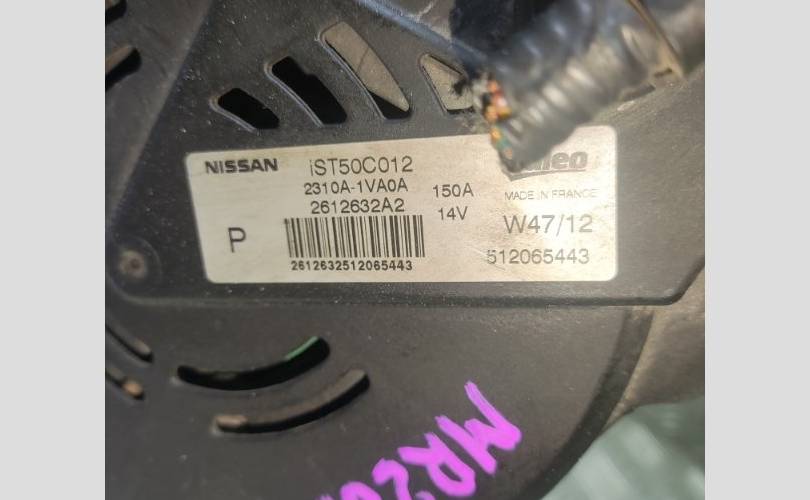 NISSAN iST50C012
2310A-1VA0A 150A MADE IN FRANCE
2612632A2 14V W47/12
P 512065443
2612632512065443